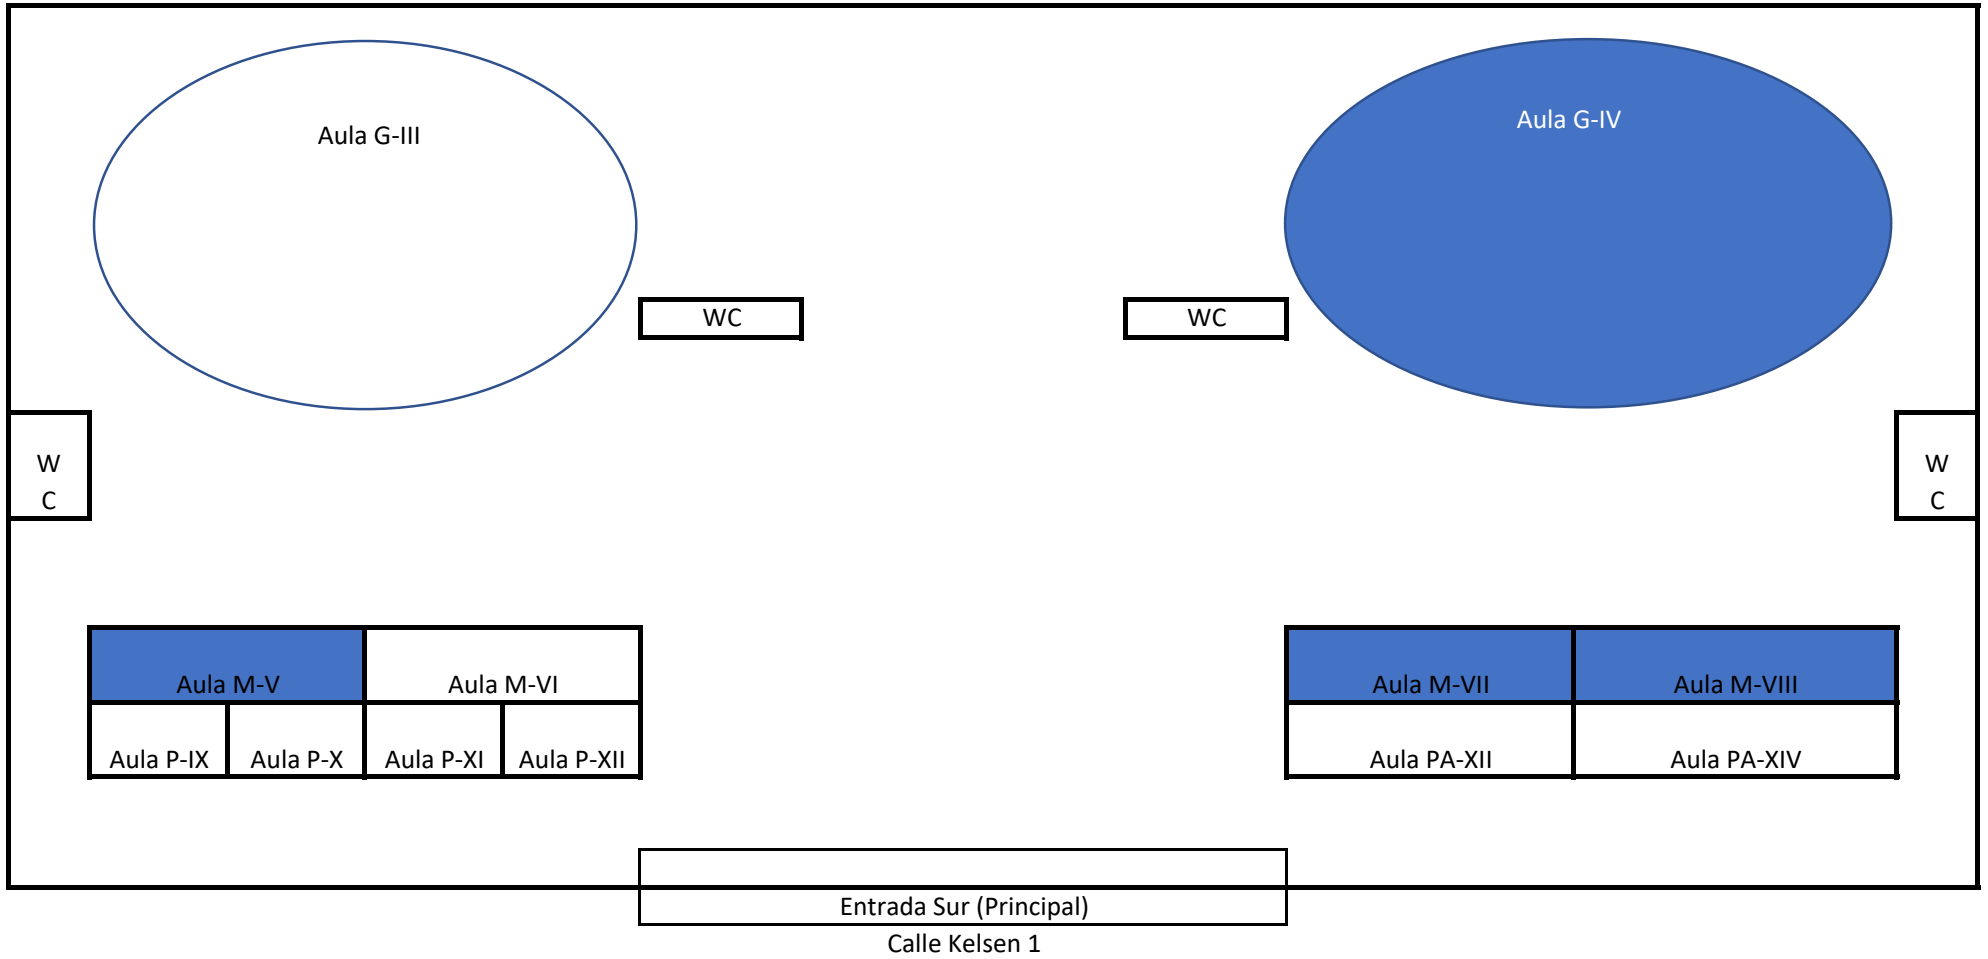 Aula G-III
Aula G-IV
WC
WC
W
C
W
C
Aula M-V
Aula M-VI
Aula M-VII
Aula M-VIII
Aula P-IX
Aula P-X
Aula P-XI
Aula P-XII
Aula PA-XII
Aula PA-XIV
Entrada Sur (Principal)
Calle Kelsen 1